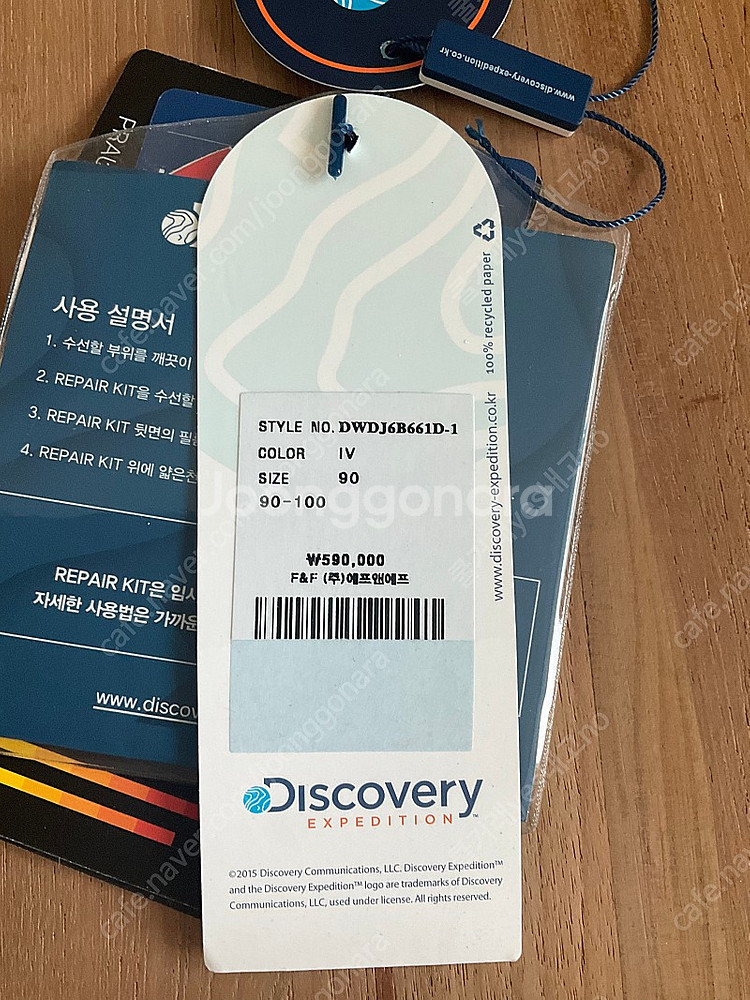 www.discovery-expedition.co.kr
사용 설명서
1. 수선할 부위를 깨끗이
2. REPAIR KIT을 수선할
3. REPAIR KIT 뒷면의
4. REPAIR KIT 위에 얇은
REPAIR KIT은
자세한 사용법은 가까운
www.discov
100% recycled paper
www.discovery-expedition.co.kr
STYLE NO. DWDJ6B661D-1
COLOR IV
SIZE 90
90-100
₩590,000
F&F (주)에프앤에프
Joonggonara
Discovery
EXPEDITION
©2015 Discovery Communications, LLC. Discovery Expedition™
and the Discovery Expedition™ logo are trademarks of Discovery
Communications, LLC, used under license. All rights reserved.